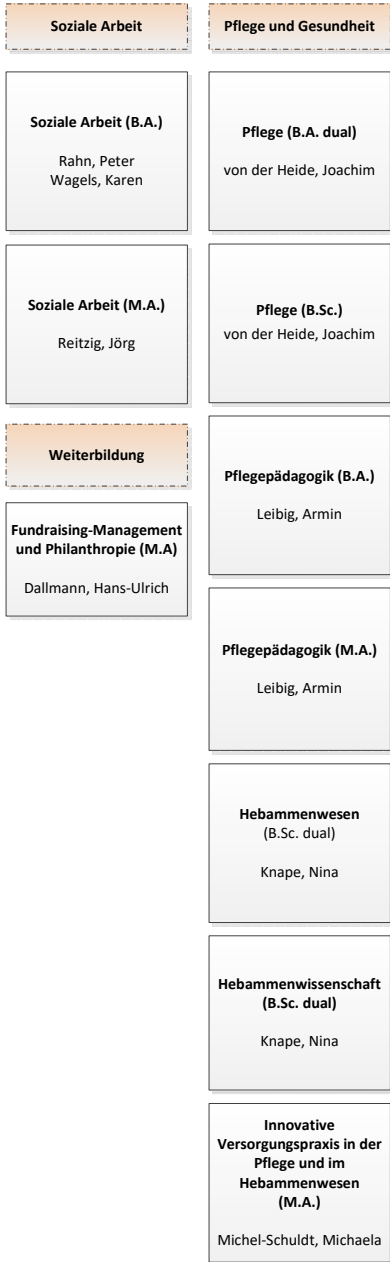 Soziale Arbeit
Soziale Arbeit (B.A.)
Rahn, Peter
Wagels, Karen
Soziale Arbeit (M.A.)
Reitzig, Jörg
Weiterbildung
Fundraising-Management
und Philanthropie (M.A)
Dallmann, Hans-Ulrich
Pflege und Gesundheit
Pflege (B.A. dual)
von der Heide, Joachim
Pflege (B.Sc.)
von der Heide, Joachim
Pflegepädagogik (B.A.)
Leibig, Armin
Pflegepädagogik (M.A.)
Leibig, Armin
Hebammenwesen
(B.Sc. dual)
Knape, Nina
Hebammenwissenschaft
(B.Sc. dual)
Knape, Nina
Innovative
Versorgungspraxis in der
Pflege und im
Hebammenwesen
(M.A.)
Michel-Schuldt, Michaela